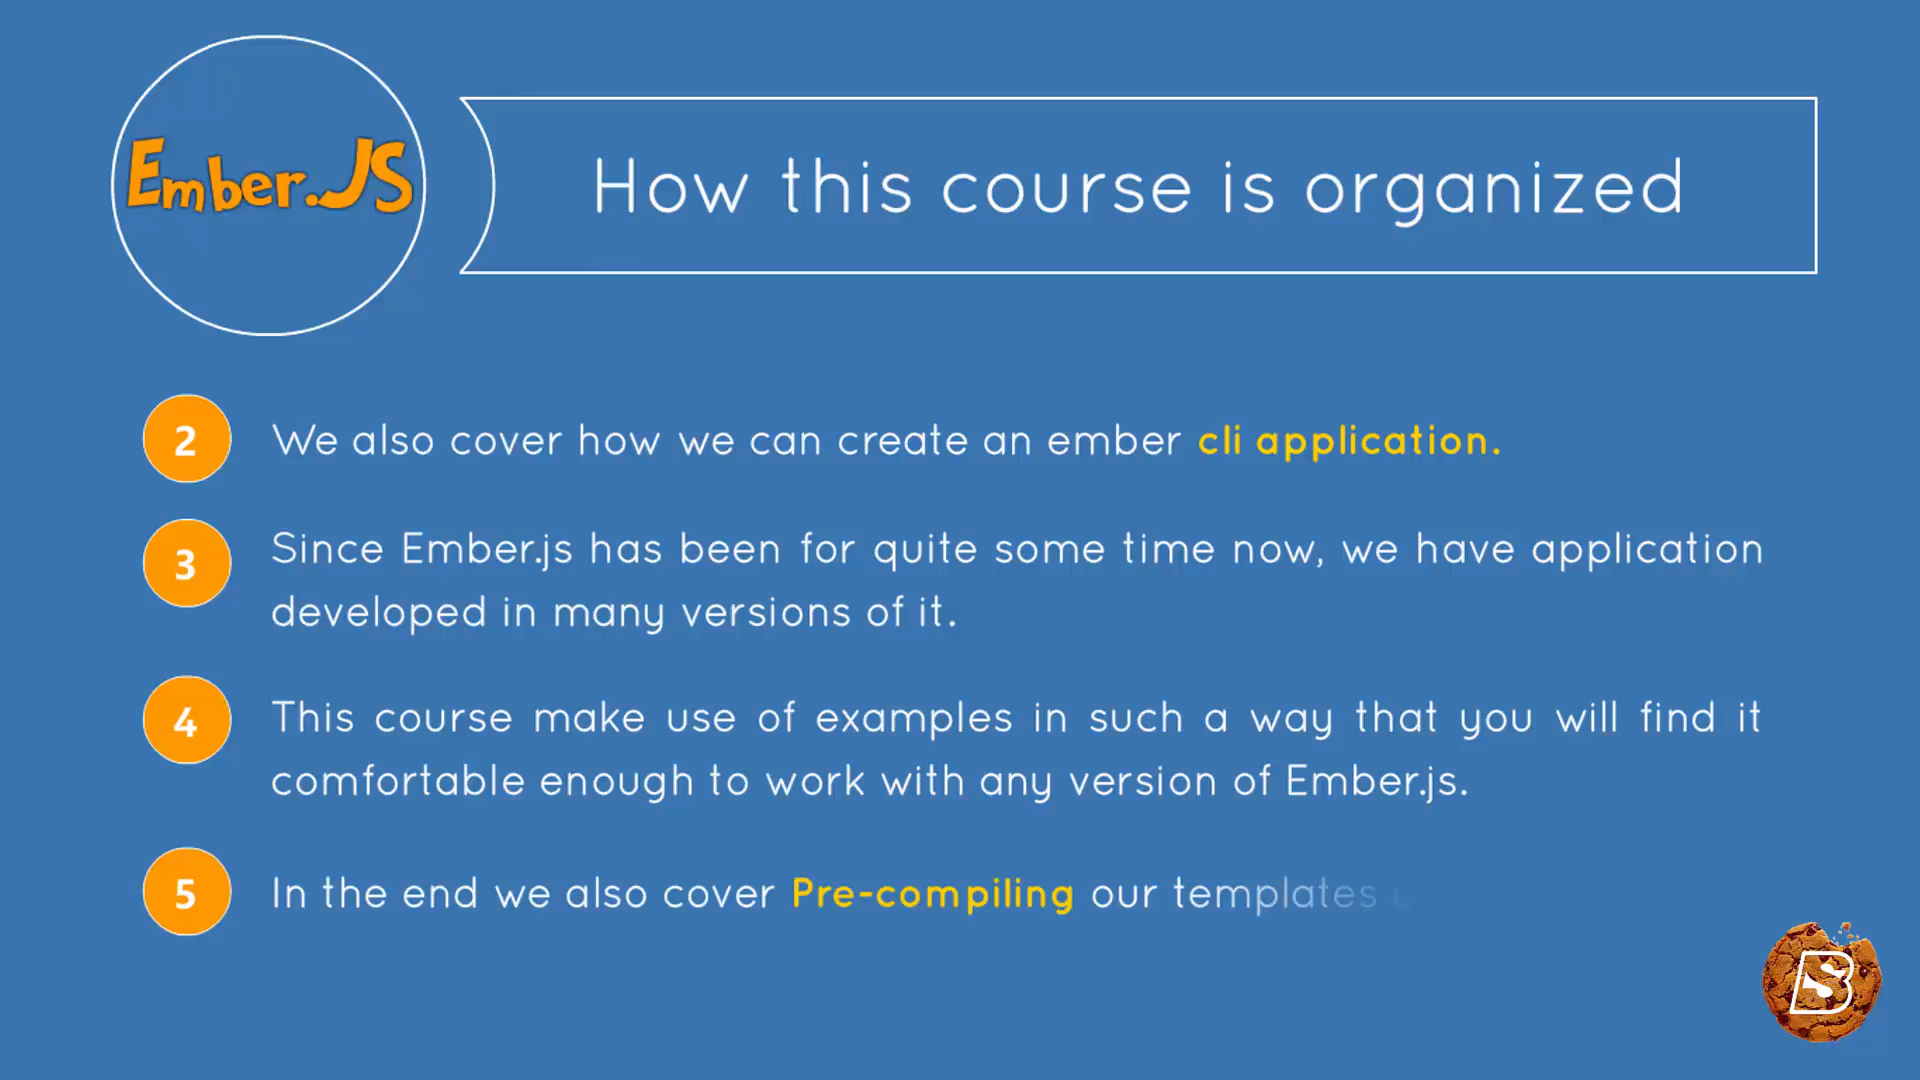 Ember.JS
How this course is organized
2
We also cover how we can create an ember cli application.
3
Since Ember.js has been for quite some time now, we have application
developed in many versions of it.
4
This course make use of examples in such a way that you will find it
comfortable enough to work with any version of Ember.js.
5
In the end we also cover Pre-compiling our templates
B